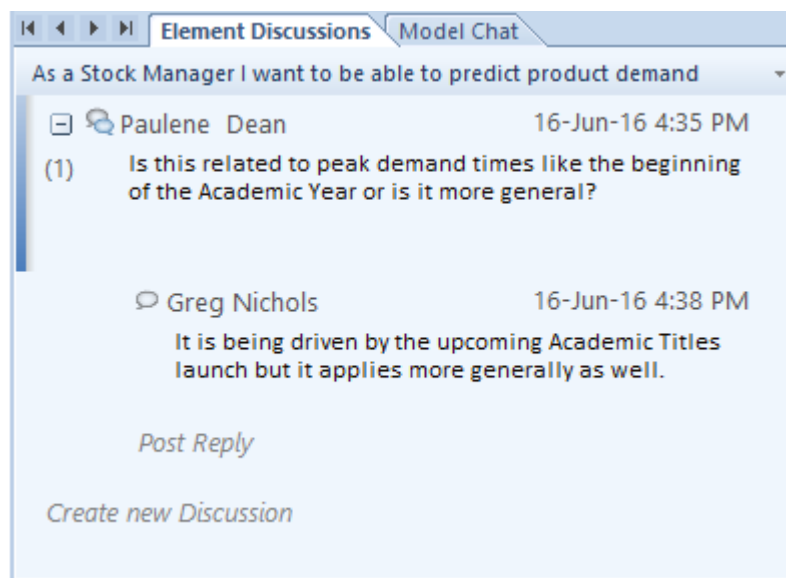 Element Discussions Model Chat
As a Stock Manager I want to be able to predict product demand
Paulene Dean 16-Jun-16 4:35 PM
(1) Is this related to peak demand times like the beginning
of the Academic Year or is it more general?
Greg Nichols 16-Jun-16 4:38 PM
It is being driven by the upcoming Academic Titles
launch but it applies more generally as well.
Post Reply
Create new Discussion